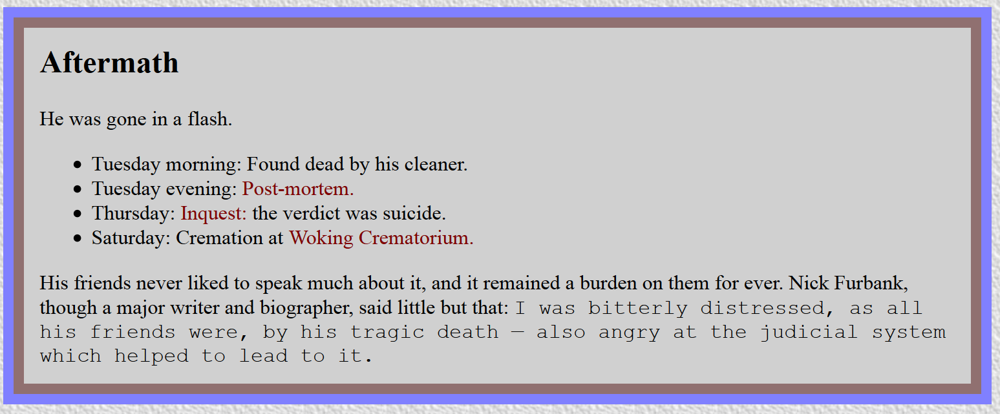 Aftermath
He was gone in a flash.
• Tuesday morning: Found dead by his cleaner.
• Tuesday evening: Post-mortem.
• Thursday: Inquest: the verdict was suicide.
• Saturday: Cremation at Woking Crematorium.
His friends never liked to speak much about it, and it remained a burden on them for ever. Nick Furbank,
though a major writer and biographer, said little but that: I was bitterly distressed, as all
his friends were, by his tragic death — also angry at the judicial system
which helped to lead to it.